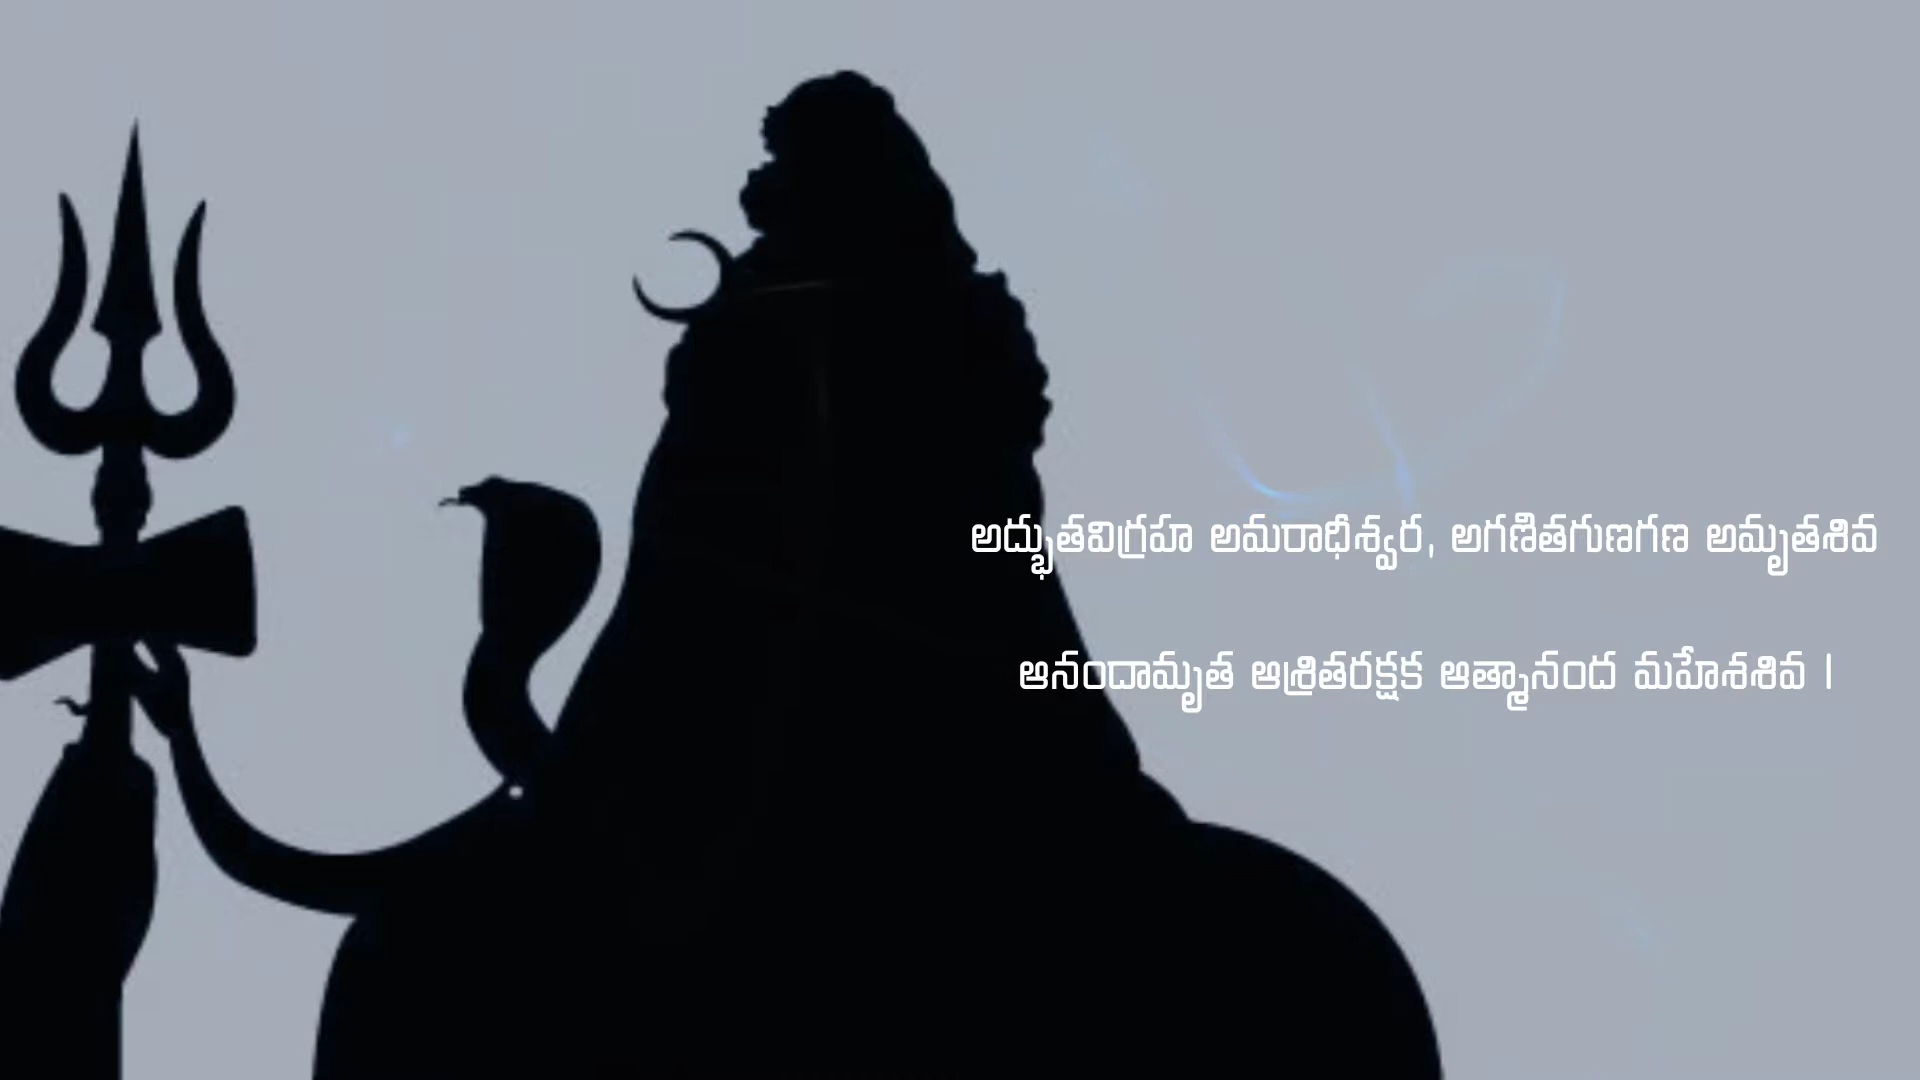 అద్భుతవిగ్రహ అమరాధీశ్వర, అగణితగుణగణ అమృతశివ
ఆనందామృత ఆశ్రితరక్షక ఆత్మానంద మహేశశివ ।